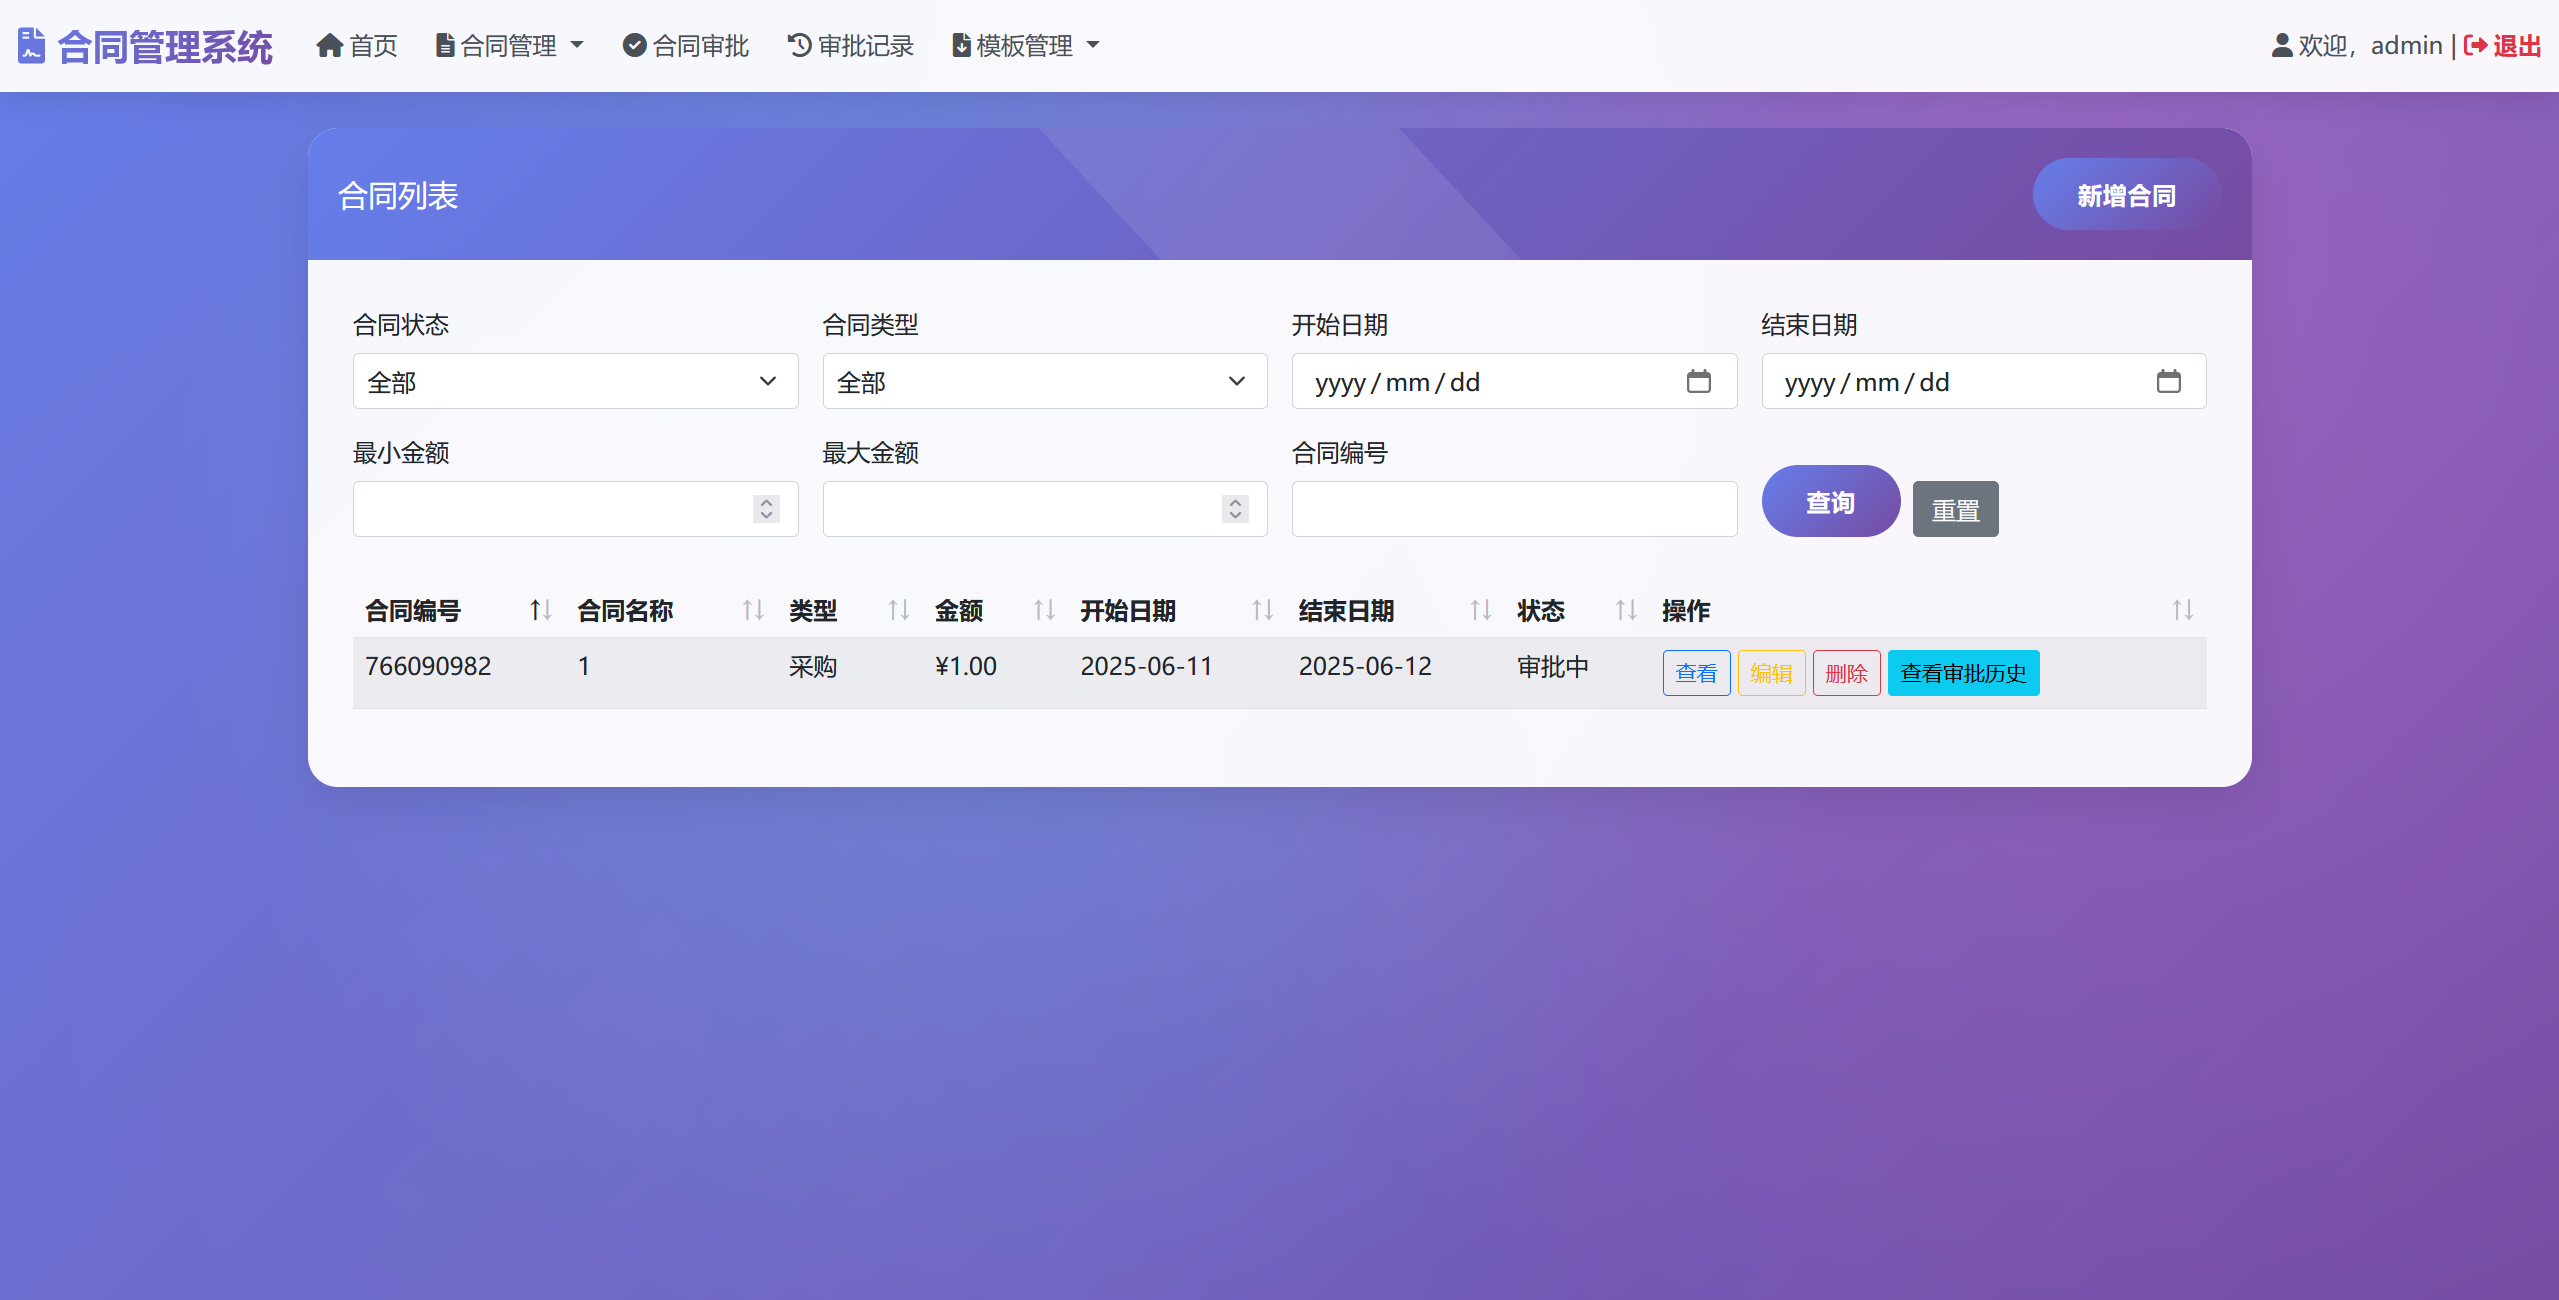 合同管理系统 首页 合同管理 合同审批 审批记录 模板管理 欢迎，admin | 退出
合同列表 新增合同
合同状态 合同类型 开始日期 结束日期
全部 全部 yyyy/mm/dd yyyy/mm/dd
最小金额 最大金额 合同编号
查询 重置
合同编号 合同名称 类型 金额 开始日期 结束日期 状态 操作
766090982 1 采购 ¥1.00 2025-06-11 2025-06-12 审批中 查看 编辑 删除 查看审批历史